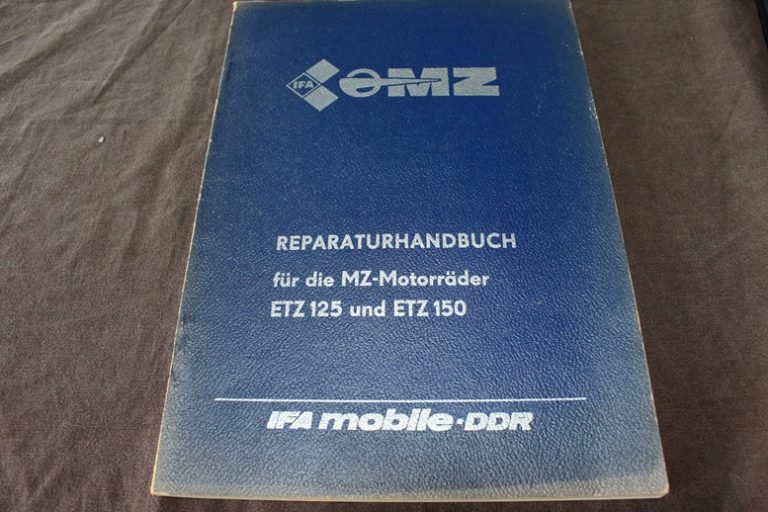 IFA MZ
REPARATURHANDBUCH
für die MZ-Motorräder
ETZ 125 und ETZ 150
IFA mobile-DDR